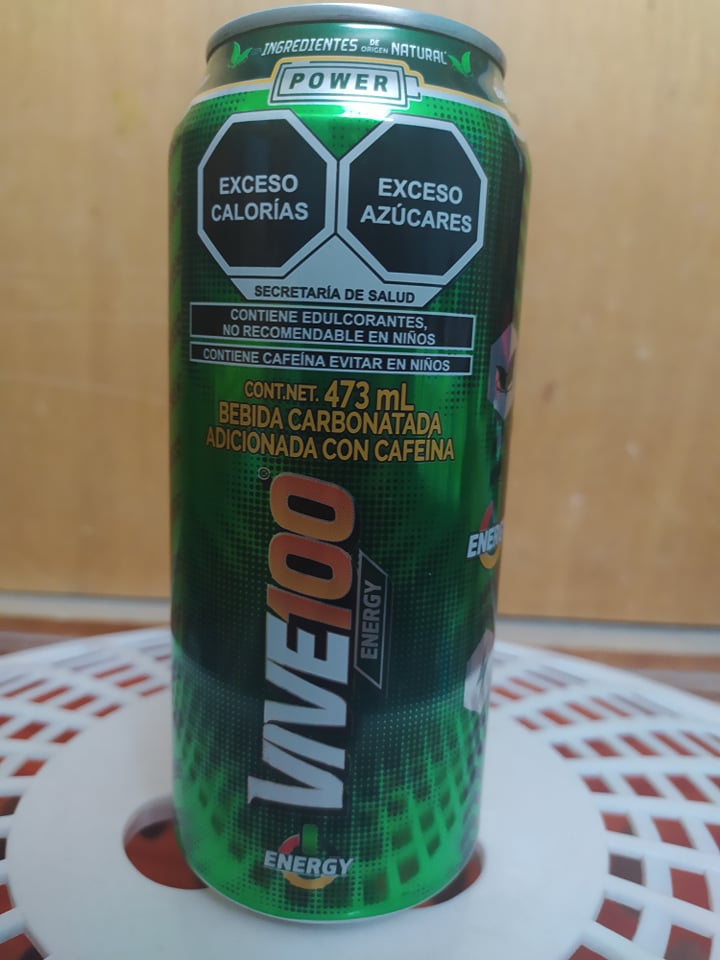 INGREDIENTES DE ORIGEN NATURAL
POWER
EXCESO
CALORÍAS
EXCESO
AZÚCARES
SECRETARÍA DE SALUD
CONTIENE EDULCORANTES,
NO RECOMENDABLE EN NIÑOS
CONTIENE CAFEÍNA EVITAR EN NIÑOS
CONT.NET. 473 mL
BEBIDA CARBONATADA
ADICIONADA CON CAFEÍNA
VIVE100®
ENERGY
ENERGY